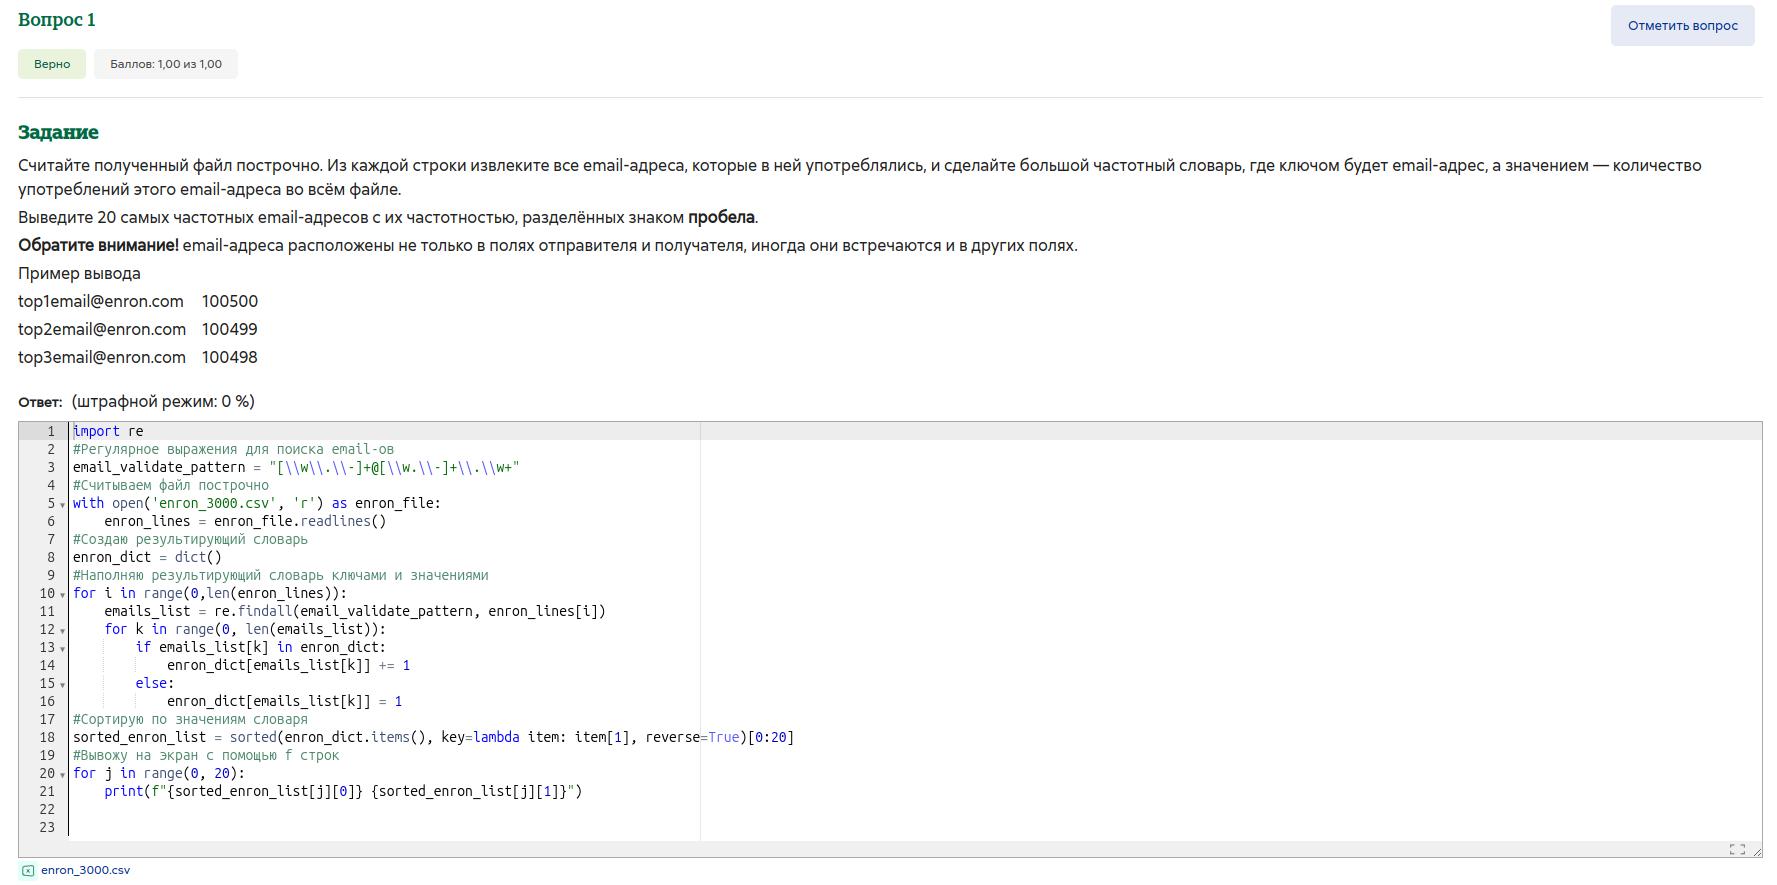 Вопрос 1
Отметить вопрос
Верно
Баллов: 1,00 из 1,00
Задание
Считайте полученный файл построчно. Из каждой строки извлеките все email-адреса, которые в ней употреблялись, и сделайте большой частотный словарь, где ключом будет email-адрес, а значением — количество
употреблений этого email-адреса во всём файле.
Выведите 20 самых частотных email-адресов с их частотностью, разделённых знаком пробела.
Обратите внимание! email-адреса расположены не только в полях отправителя и получателя, иногда они встречаются и в других полях.
Пример вывода
top1email@enron.com    100500
top2email@enron.com    100499
top3email@enron.com    100498
Ответ: (штрафной режим: 0 %)
1 import re
2 #Регулярное выражения для поиска email-ов
3 email_validate_pattern = "[\\w\\.\\-]+@[\\w.\\-]+\\.\\w+"
4 #Считываем файл построчно
5 with open('enron_3000.csv', 'r') as enron_file:
6     enron_lines = enron_file.readlines()
7 #Создаю результирующий словарь
8 enron_dict = dict()
9 #Наполняю результирующий словарь ключами и значениями
10 for i in range(0,len(enron_lines)):
11     emails_list = re.findall(email_validate_pattern, enron_lines[i])
12     for k in range(0, len(emails_list)):
13         if emails_list[k] in enron_dict:
14             enron_dict[emails_list[k]] += 1
15         else:
16             enron_dict[emails_list[k]] = 1
17 #Сортирую по значениям словаря
18 sorted_enron_list = sorted(enron_dict.items(), key=lambda item: item[1], reverse=True)[0:20]
19 #Вывожу на экран с помощью f строк
20 for j in range(0, 20):
21     print(f"{sorted_enron_list[j][0]} {sorted_enron_list[j][1]}")
22
23
enron_3000.csv